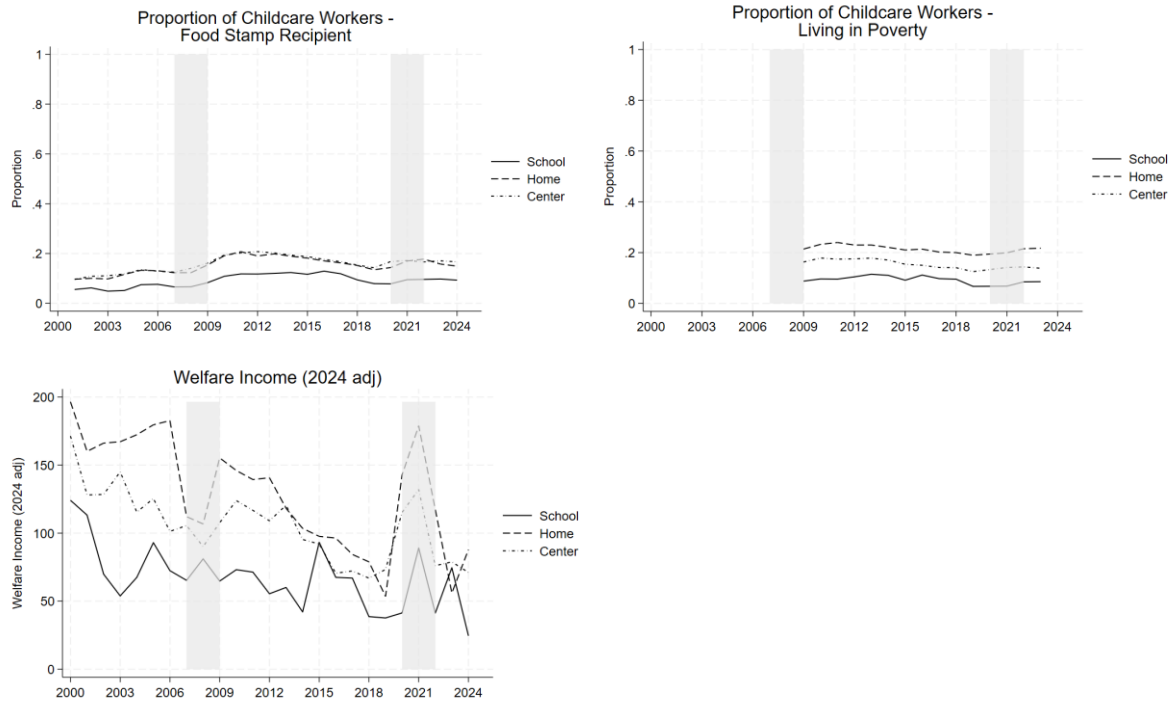 Proportion of Childcare Workers -
Food Stamp Recipient
Proportion
1
.8
.6
.4
.2
0
2000 2003 2006 2009 2012 2015 2018 2021 2024
School
Home
Center
Proportion of Childcare Workers -
Living in Poverty
Proportion
1
.8
.6
.4
.2
0
2000 2003 2006 2009 2012 2015 2018 2021 2024
School
Home
Center
Welfare Income (2024 adj)
Welfare Income (2024 adj)
200
150
100
50
0
2000 2003 2006 2009 2012 2015 2018 2021 2024
School
Home
Center